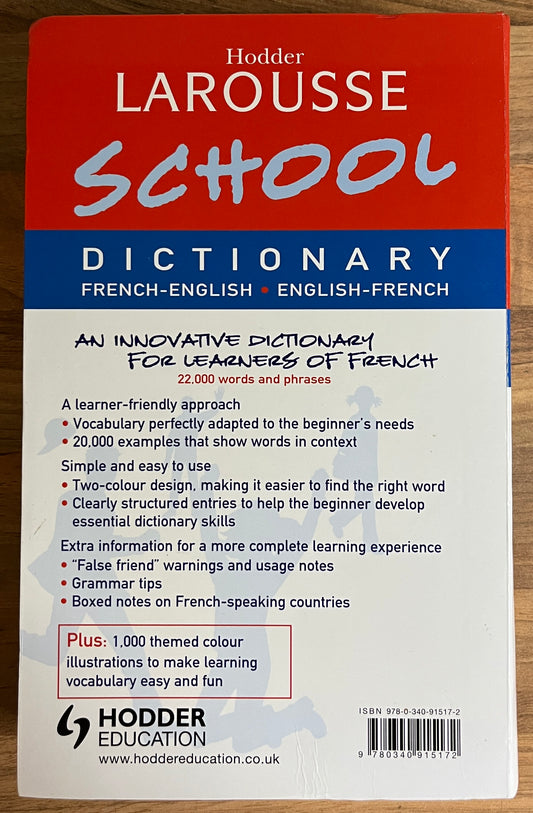 Hodder
LAROUSSE
SCHOOL
DICTIONARY
FRENCH-ENGLISH • ENGLISH-FRENCH
AN INNOVATIVE DICTIONARY
FOR LEARNERS OF FRENCH
22,000 words and phrases
A learner-friendly approach
• Vocabulary perfectly adapted to the beginner's needs
• 20,000 examples that show words in context
Simple and easy to use
• Two-colour design, making it easier to find the right word
• Clearly structured entries to help the beginner develop
essential dictionary skills
Extra information for a more complete learning experience
• "False friend" warnings and usage notes
• Grammar tips
• Boxed notes on French-speaking countries
Plus: 1,000 themed colour
illustrations to make learning
vocabulary easy and fun
HODDER
EDUCATION
www.hoddereducation.co.uk
ISBN 978-0-340-91517-2
9 780340 915172